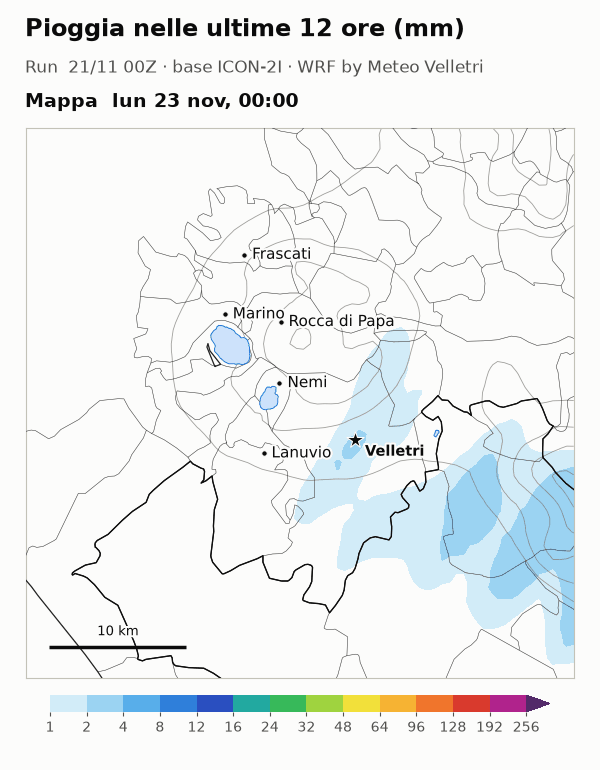 Pioggia nelle ultime 12 ore (mm)
Run  21/11 00Z · base ICON-2I · WRF by Meteo Velletri
Mappa  lun 23 nov, 00:00
Frascati
Marino
Rocca di Papa
Nemi
Velletri
Lanuvio
10 km
1 2 4 8 12 16 24 32 48 64 96 128 192 256